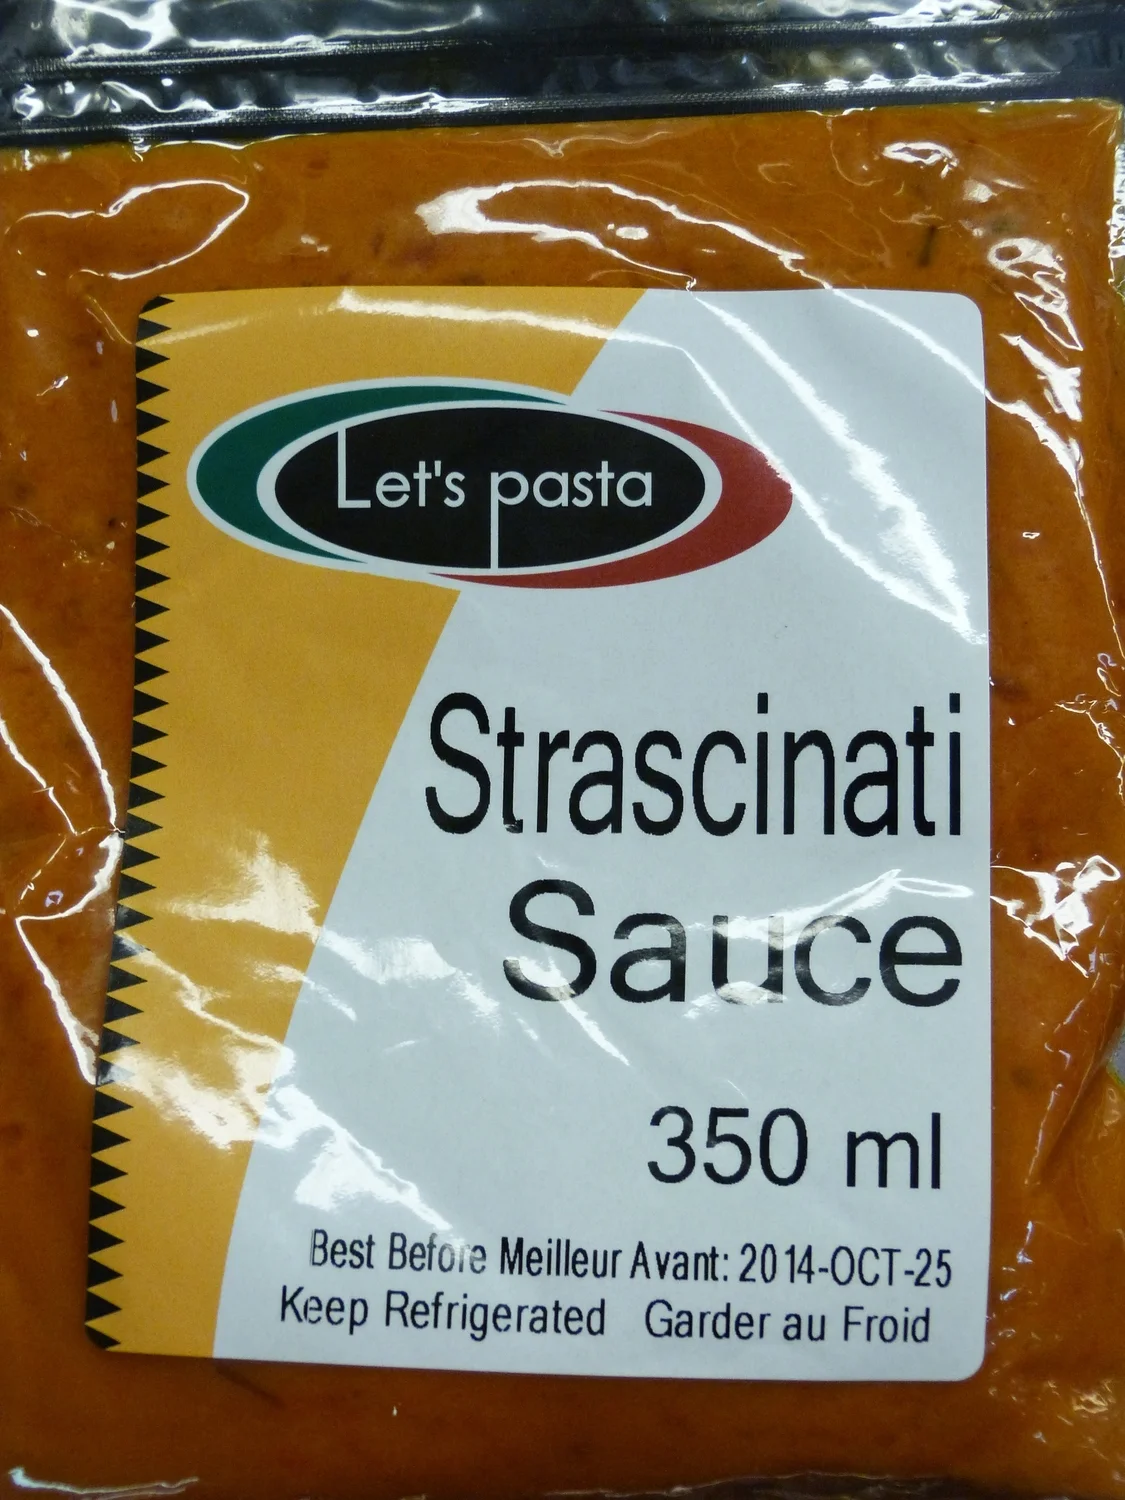 Let's pasta
Strascinati
Sauce
350 ml
Best Before Meilleur Avant: 2014-OCT-25
Keep Refrigerated Garder au Froid